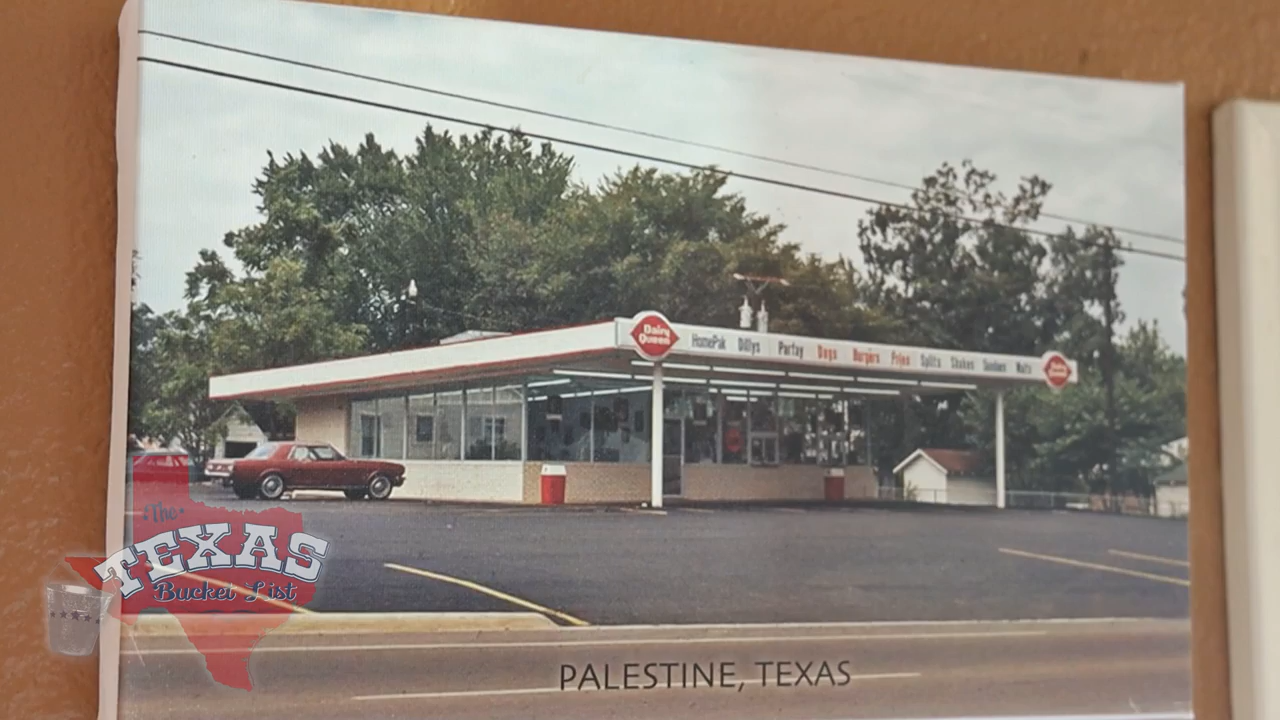 Dairy
Queen
HomePak Dillys Parfay Dogs Burgers Fries Splits Shakes Sundaes Malts
Dairy
Queen
The
TEXAS
Bucket List
PALESTINE, TEXAS